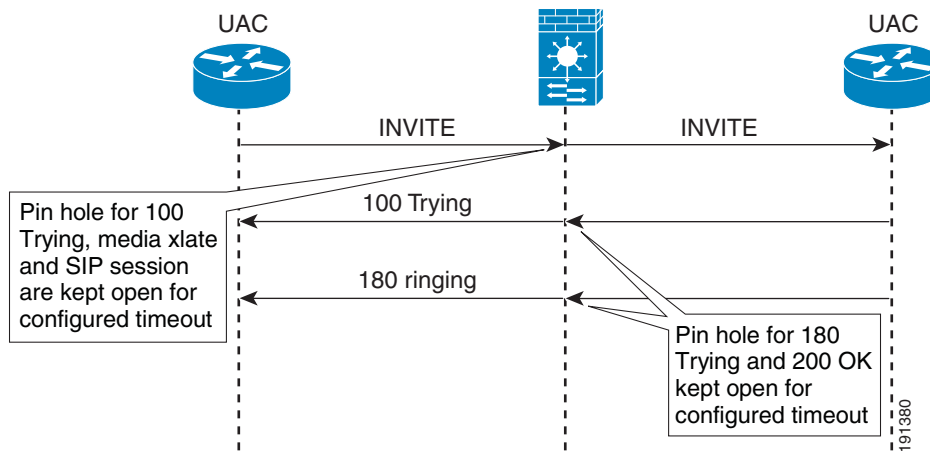 UAC
UAC
INVITE
INVITE
Pin hole for 100
Trying, media xlate
and SIP session
are kept open for
configured timeout
100 Trying
180 ringing
Pin hole for 180
Trying and 200 OK
kept open for
configured timeout
191380